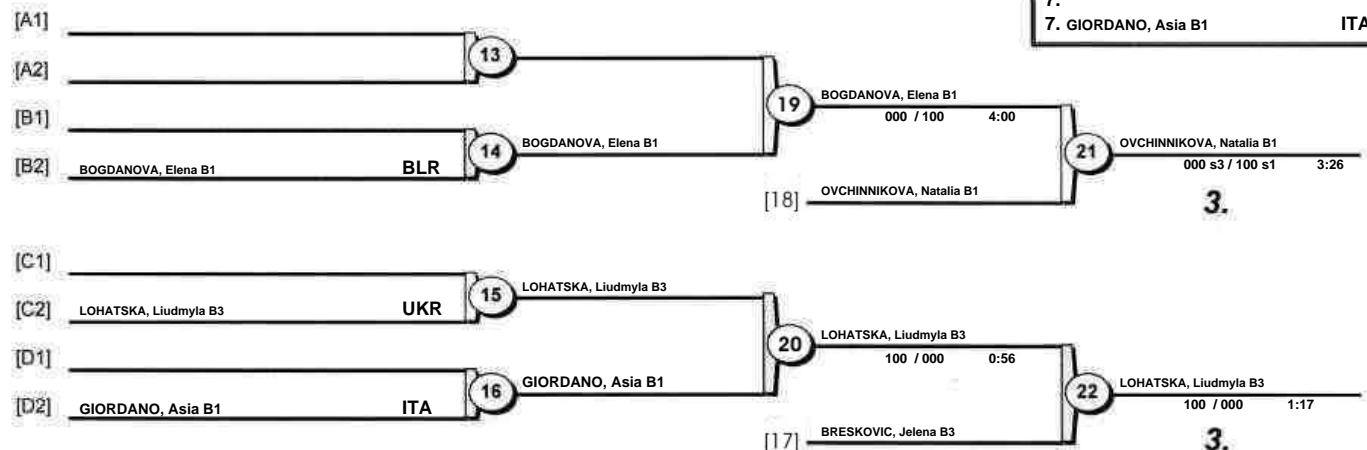 7.
7. GIORDANO, Asia B1 ITA
[A1]
13
[A2]
BOGDANOVA, Elena B1
19
000 / 100 4:00
[B1]
BOGDANOVA, Elena B1
14
OVCHINNIKOVA, Natalia B1
21
[B2] BOGDANOVA, Elena B1 BLR
000 s3 / 100 s1 3:26
[18] OVCHINNIKOVA, Natalia B1
3.
[C1]
LOHATSKA, Liudmyla B3
15
[C2] LOHATSKA, Liudmyla B3 UKR
LOHATSKA, Liudmyla B3
20
100 / 000 0:56
[D1]
GIORDANO, Asia B1
16
LOHATSKA, Liudmyla B3
22
[D2] GIORDANO, Asia B1 ITA
100 / 000 1:17
[17] BRESKOVIC, Jelena B3
3.